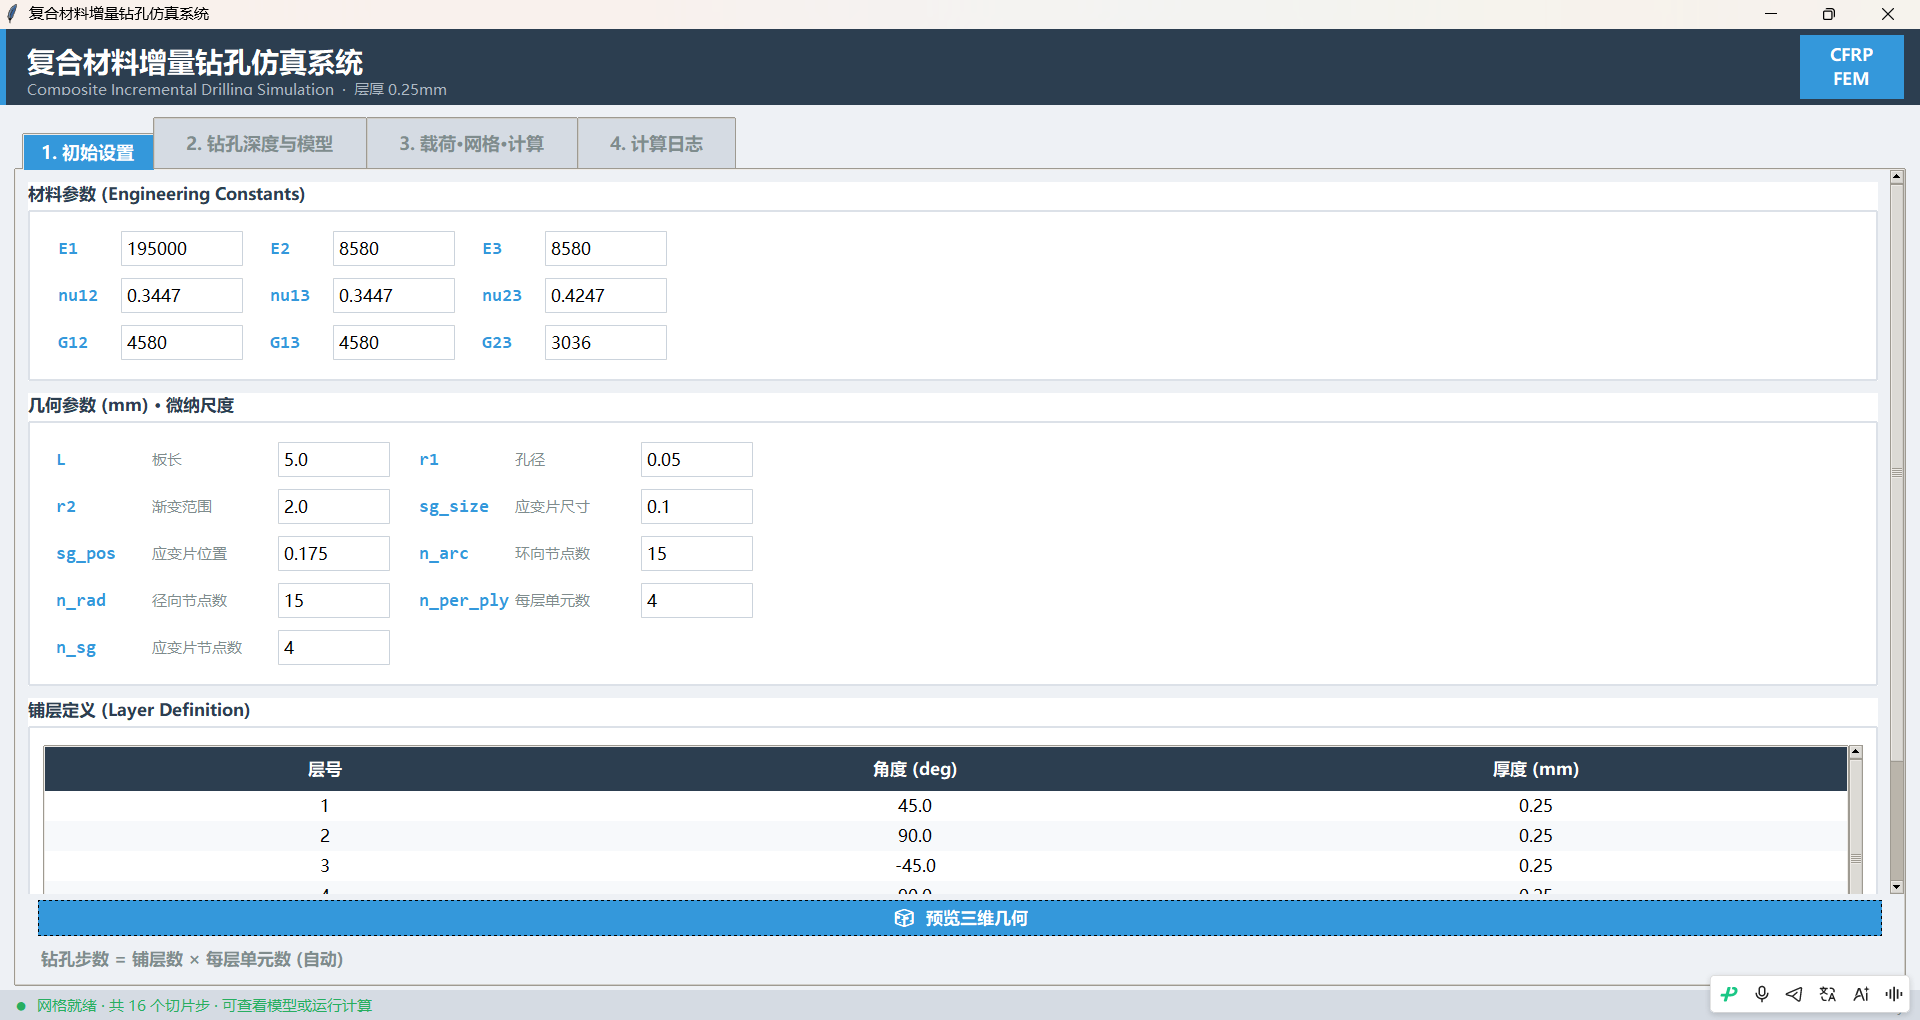 复合材料增量钻孔仿真系统
复合材料增量钻孔仿真系统
Composite Incremental Drilling Simulation · 层厚 0.25mm
CFRP
FEM
1. 初始设置 2. 钻孔深度与模型 3. 载荷•网格•计算 4. 计算日志
材料参数 (Engineering Constants)
E1 195000 E2 8580 E3 8580
nu12 0.3447 nu13 0.3447 nu23 0.4247
G12 4580 G13 4580 G23 3036
几何参数 (mm) • 微纳尺度
L 板长 5.0 r1 孔径 0.05
r2 渐变范围 2.0 sg_size 应变片尺寸 0.1
sg_pos 应变片位置 0.175 n_arc 环向节点数 15
n_rad 径向节点数 15 n_per_ply 每层单元数 4
n_sg 应变片节点数 4
铺层定义 (Layer Definition)
层号 角度 (deg) 厚度 (mm)
1 45.0 0.25
2 90.0 0.25
3 -45.0 0.25
4 90.0 0.25
预览三维几何
钻孔步数 = 铺层数 × 每层单元数 (自动)
● 网格就绪 · 共 16 个切片步 · 可查看模型或运行计算